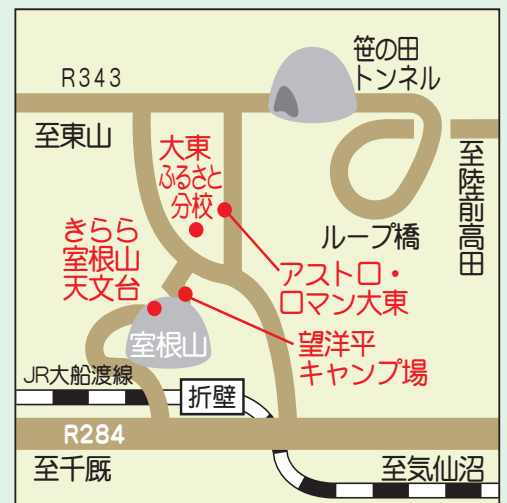 笹の田
トンネル
R343
至東山
大東
ふるさと
分校
至陸前高田
ループ橋
きらら
室根山
天文台
アストロ・
ロマン大東
室根山
望洋平
キャンプ場
JR大船渡線
折壁
R284
至千厩
至気仙沼